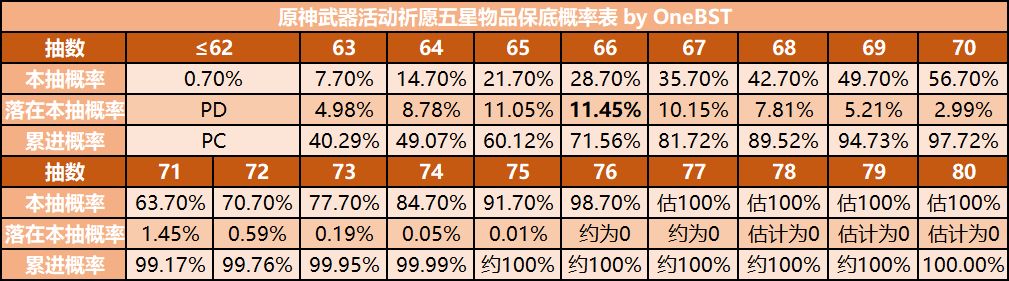 原神武器活动祈愿五星物品保底概率表 by OneBST
抽数 ≤62 63 64 65 66 67 68 69 70
本抽概率 0.70% 7.70% 14.70% 21.70% 28.70% 35.70% 42.70% 49.70% 56.70%
落在本抽概率 PD 4.98% 8.78% 11.05% 11.45% 10.15% 7.81% 5.21% 2.99%
累进概率 PC 40.29% 49.07% 60.12% 71.56% 81.72% 89.52% 94.73% 97.72%
抽数 71 72 73 74 75 76 77 78 79 80
本抽概率 63.70% 70.70% 77.70% 84.70% 91.70% 98.70% 估100% 估100% 估100% 估100%
落在本抽概率 1.45% 0.59% 0.19% 0.05% 0.01% 约为0 约为0 估计为0 估计为0 估计为0
累进概率 99.17% 99.76% 99.95% 99.99% 约100% 约100% 约100% 约100% 约100% 100.00%